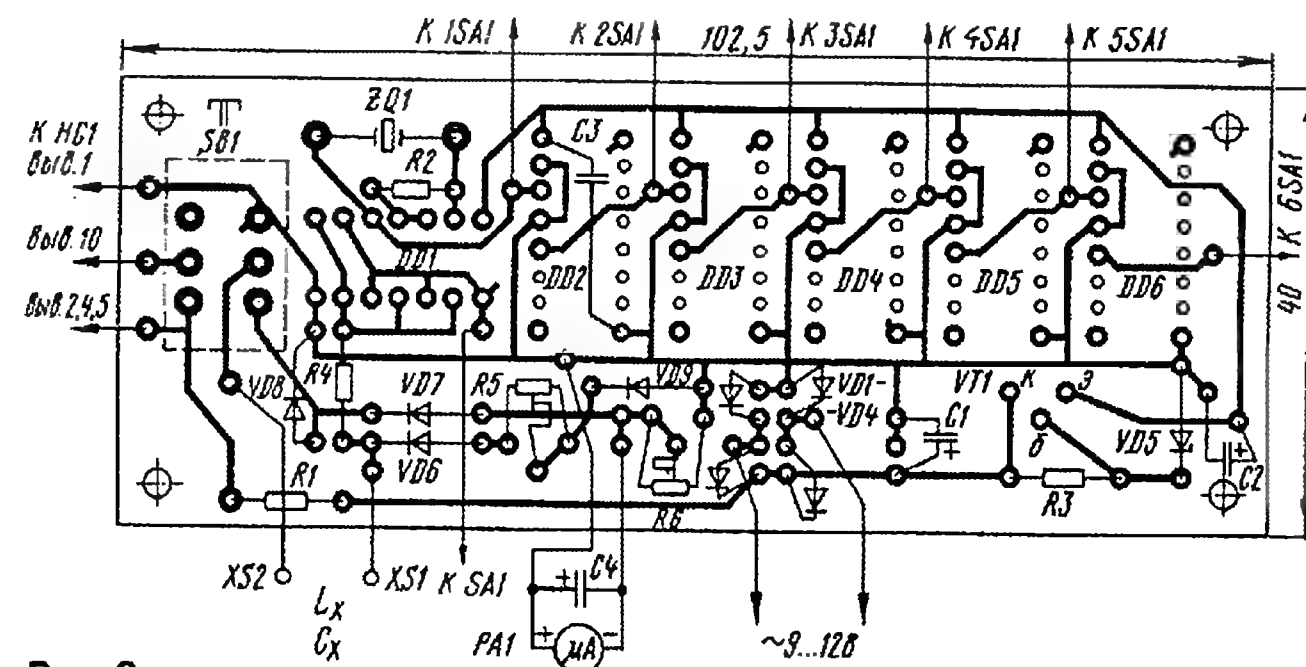 К 1SA1
К 2SA1
102,5
К 3SA1
К 4SA1
К 5SA1
К HG1
выв.1
SB1
ZQ1
R2
C3
К 6SA1
выв.10
DD1
DD2
DD3
DD4
DD5
DD6
40
выв.2,4,5
VD8
R4
VD7
R5
VD9
VD1-
-VD4
C1
VT1
К
Э
б
VD5
VD6
R1
R6
R3
C2
XS2
XS1
К SA1
C4
Lx
Cx
PA1
+
μA
-
~9...12В